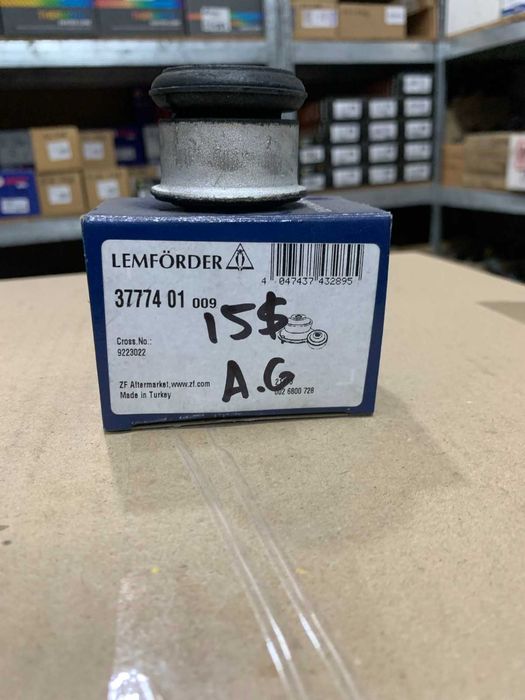 LEMFÖRDER
4 047437 432895
37774 01 009
15$
Cross.No.:
9223022
A.G
ZF Aftermarket,www.zf.com
Made in Turkey
002 6800 728